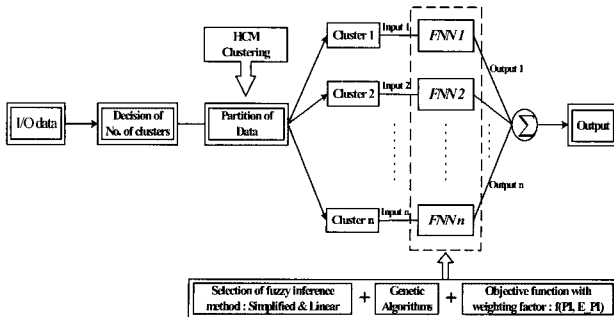 HCM
Clustering
I/O data
Decision of
No. of clusters
Partition of
Data
Cluster 1
Input 1
FNN 1
Output 1
Cluster 2
Input 2
FNN 2
Σ
Output
Output n
Cluster n
Input n
FNN n
Selection of fuzzy inference
method : Simplified & Linear
+
Genetic
Algorithms
+
Objective function with
weighting factor : f(PI, E_PI)